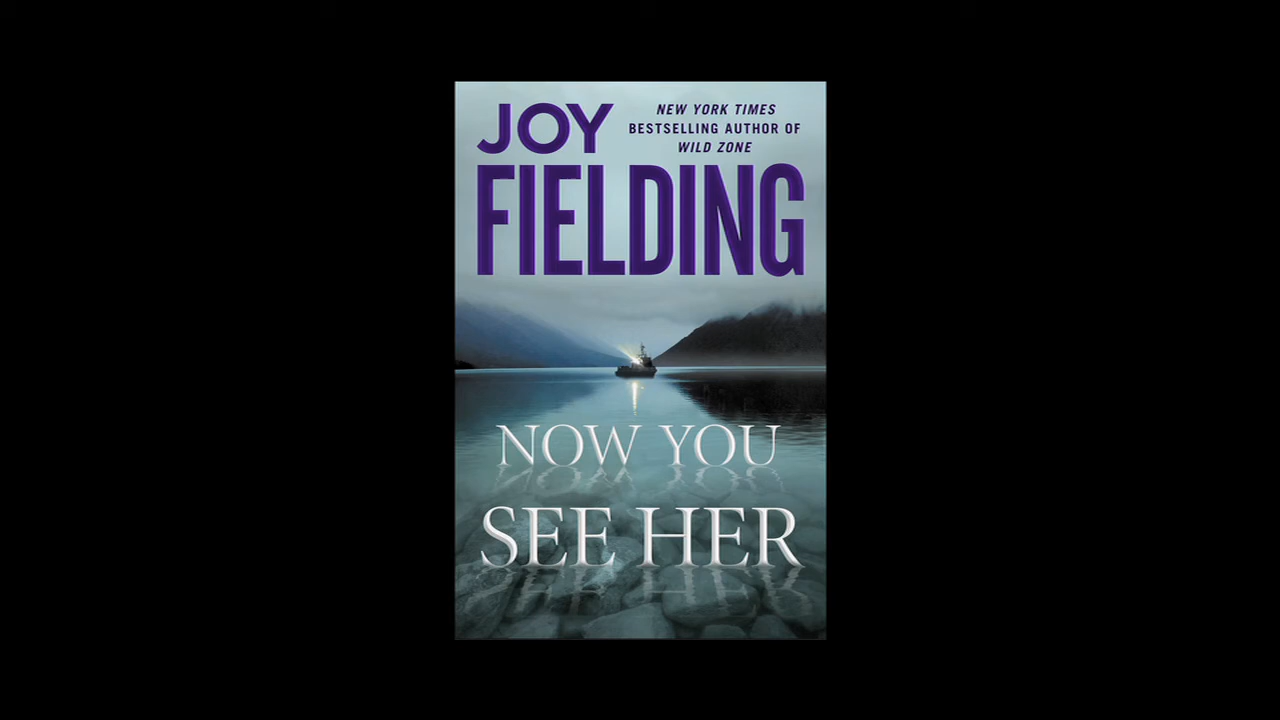 JOY
NEW YORK TIMES
BESTSELLING AUTHOR OF
WILD ZONE
FIELDING
NOW YOU
SEE HER